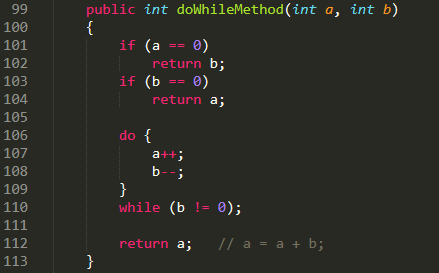 99 public int doWhileMethod(int a, int b)
100 {
101 if (a == 0)
102 return b;
103 if (b == 0)
104 return a;
105
106 do {
107 a++;
108 b--;
109 }
110 while (b != 0);
111
112 return a; // a = a + b;
113 }